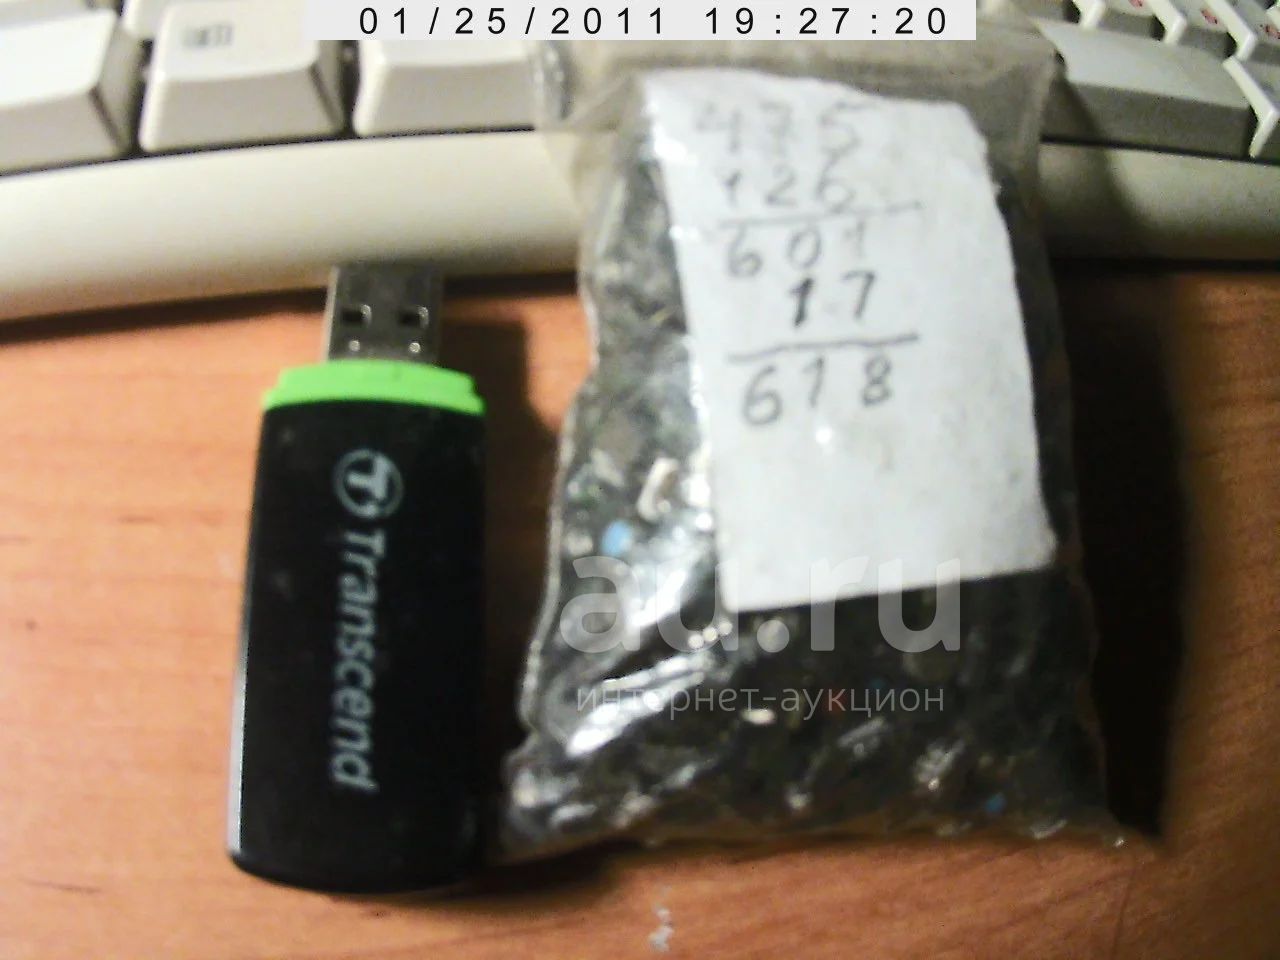 01/25/2011 19:27:20
475
126
601
17
618
Transcend
au.ru
интернет-аукцион